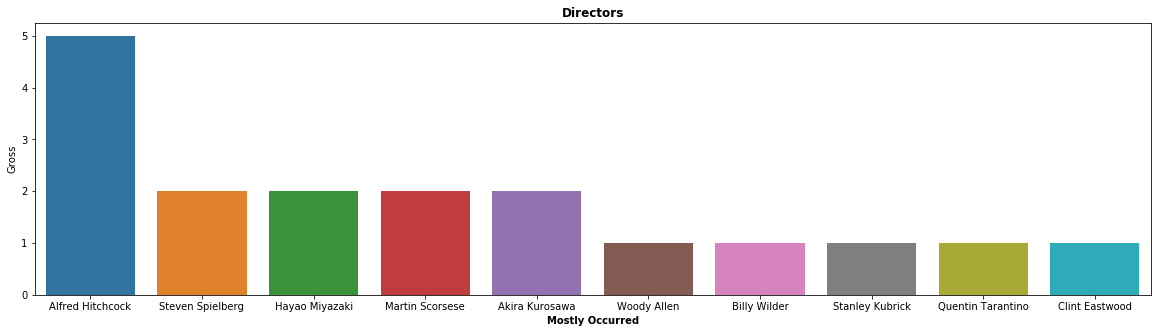 Directors
Gross
5
4
3
2
1
0
Alfred Hitchcock Steven Spielberg Hayao Miyazaki Martin Scorsese Akira Kurosawa Woody Allen Billy Wilder Stanley Kubrick Quentin Tarantino Clint Eastwood
Mostly Occurred